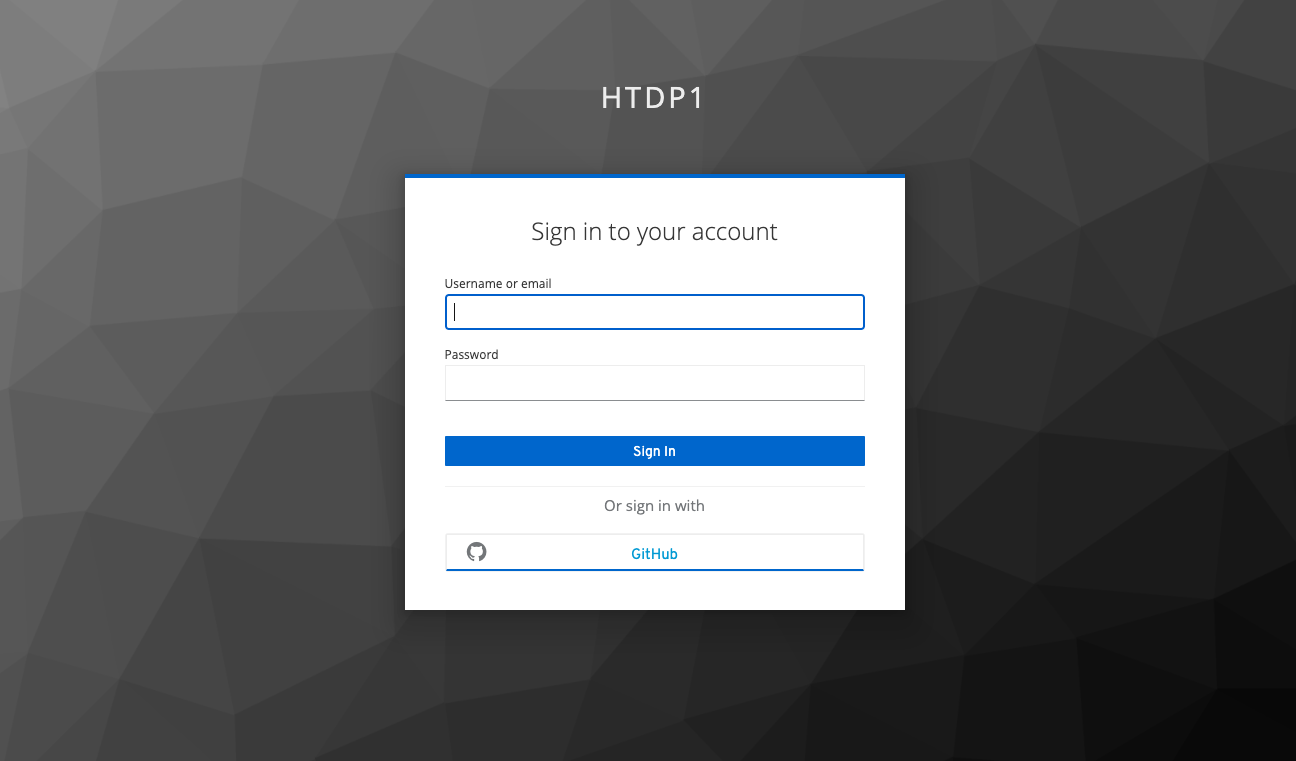 HTDP1
Sign in to your account
Username or email
Password
Sign In
Or sign in with
GitHub